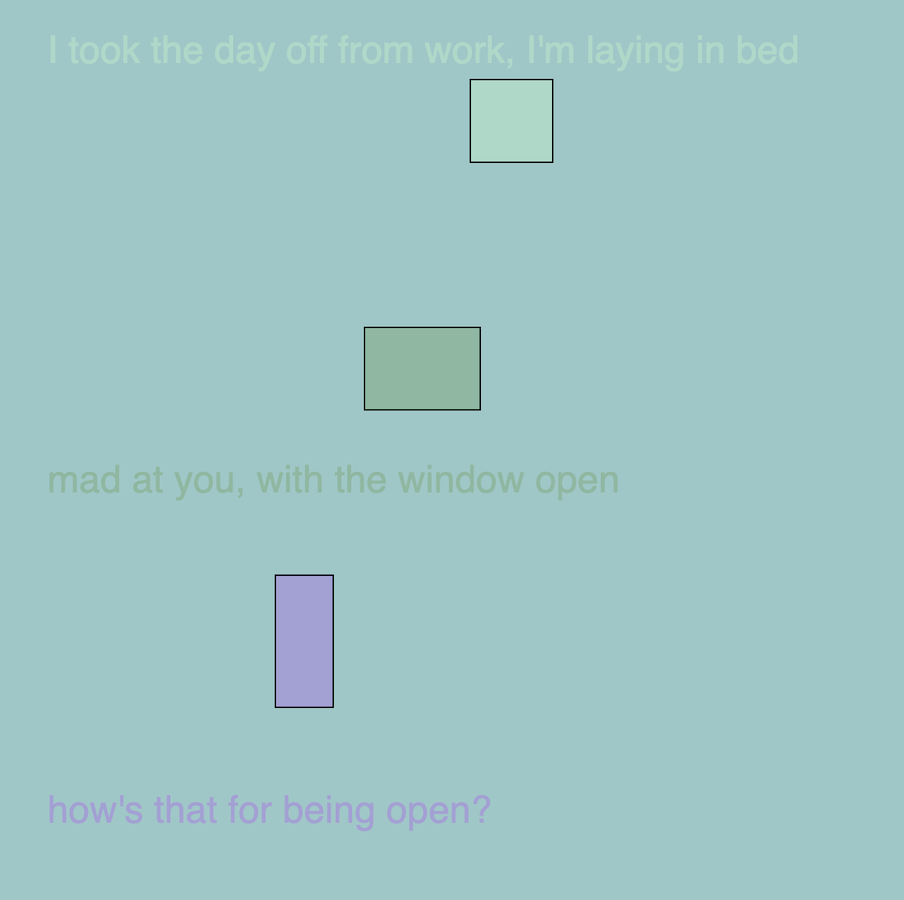 I took the day off from work, I'm laying in bed
mad at you, with the window open
how's that for being open?